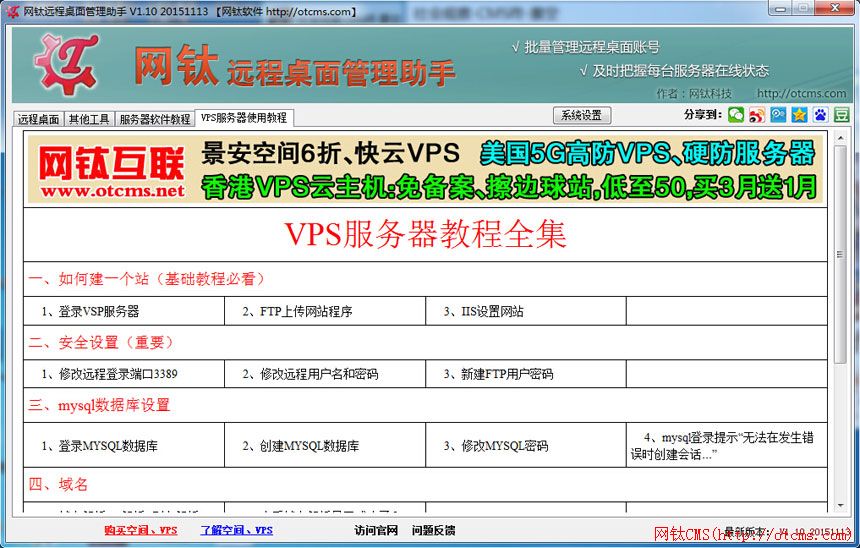 网钛远程桌面管理助手 V1.10 20151113 【网钛软件 http://otcms.com】
网钛 远程桌面管理助手
√ 批量管理远程桌面账号
√ 及时把握每台服务器在线状态
作者：网钛科技 http://otcms.com
远程桌面 其他工具 服务器软件教程 VPS服务器使用教程 系统设置 分享到：
网钛互联 景安空间6折、快云VPS 美国5G高防VPS、硬防服务器
www.otcms.net 香港VPS云主机:免备案、擦边球站,低至50,买3月送1月
VPS服务器教程全集
一、如何建一个站（基础教程必看）
1、登录VSP服务器 2、FTP上传网站程序 3、IIS设置网站
二、安全设置（重要）
1、修改远程登录端口3389 2、修改远程用户名和密码 3、新建FTP用户密码
三、mysql数据库设置
1、登录MYSQL数据库 2、创建MYSQL数据库 3、修改MYSQL密码 4、mysql登录提示“无法在发生错
误时创建会话...”
四、域名
购买空间、VPS 了解空间、VPS 访问官网 问题反馈 最新版本: V1.10 20151113
网钛CMS(http://otcms.com)